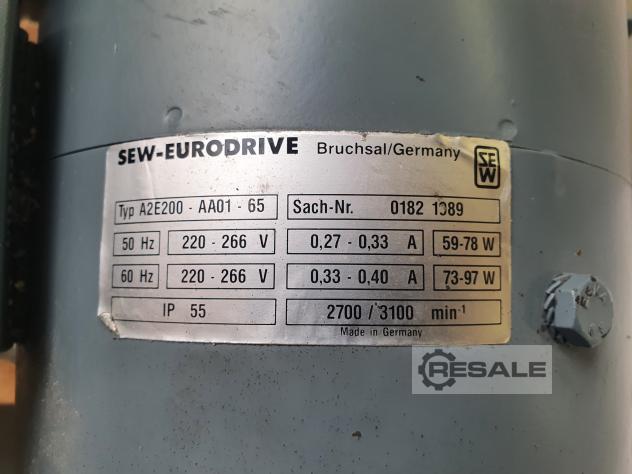 SEW-EURODRIVE Bruchsal/Germany SEW
Typ A2E200 - AA01 - 65 Sach-Nr. 0182 1089
50 Hz 220 - 266 V 0,27 - 0,33 A 59-78 W
60 Hz 220 - 266 V 0,33 - 0,40 A 73-97 W
IP 55 2700 / 3100 min⁻¹
Made in Germany
RESALE